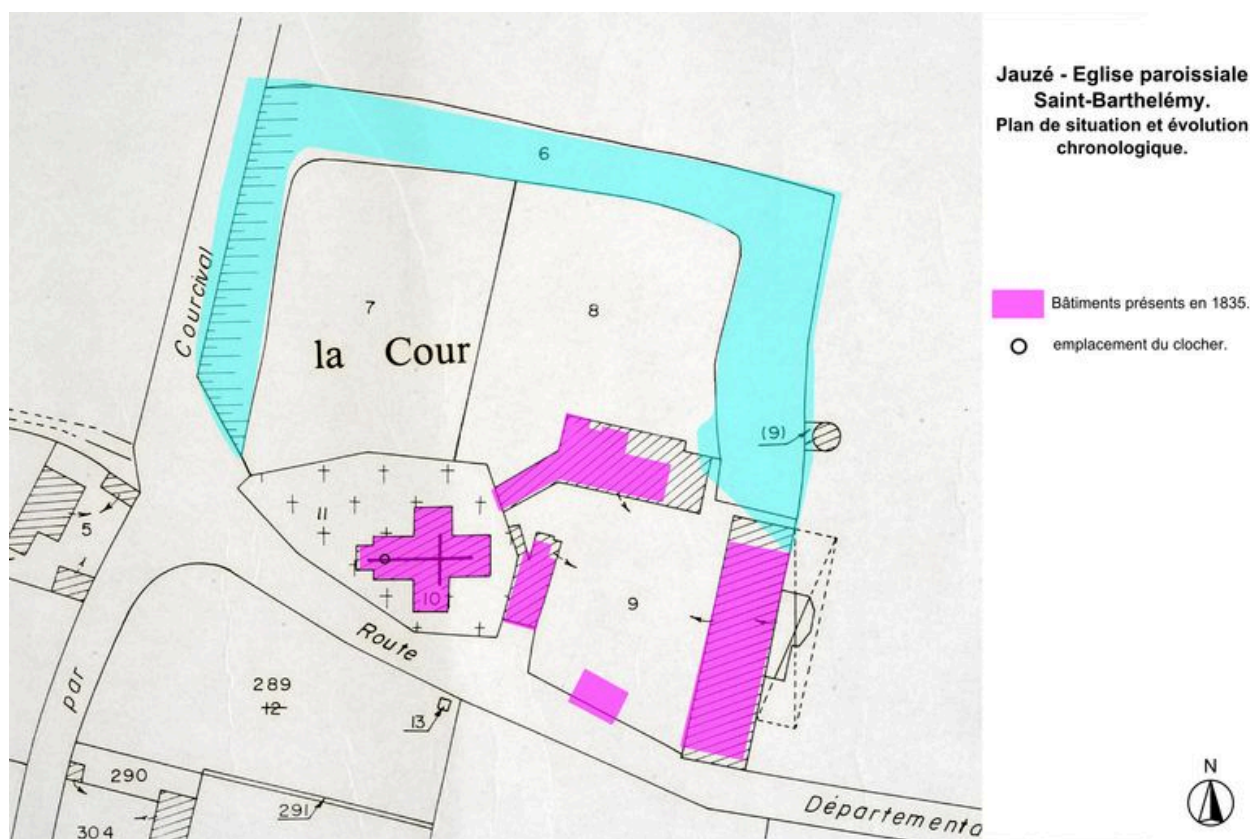 Jauzé - Eglise paroissiale
Saint-Barthelémy.
Plan de situation et évolution
chronologique.
Bâtiments présents en 1835.
emplacement du clocher.
N
6
Courcival
7
8
la Cour
(9)
5
11
10
9
Route
289
12
13
par
290
291
304
Départementa